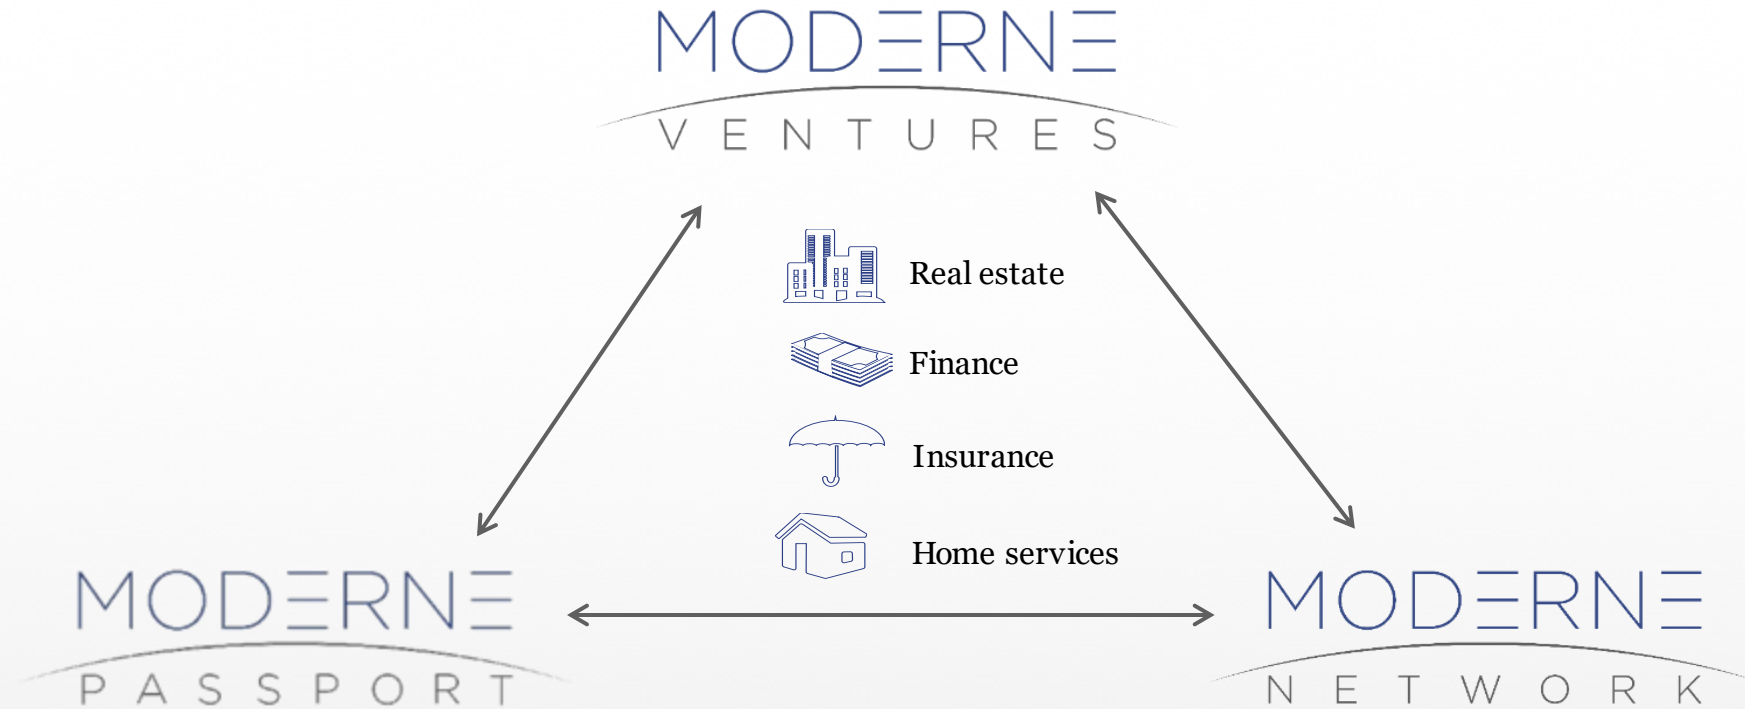 MODERNE
VENTURES
Real estate
Finance
Insurance
Home services
MODERNE
PASSPORT
MODERNE
NETWORK